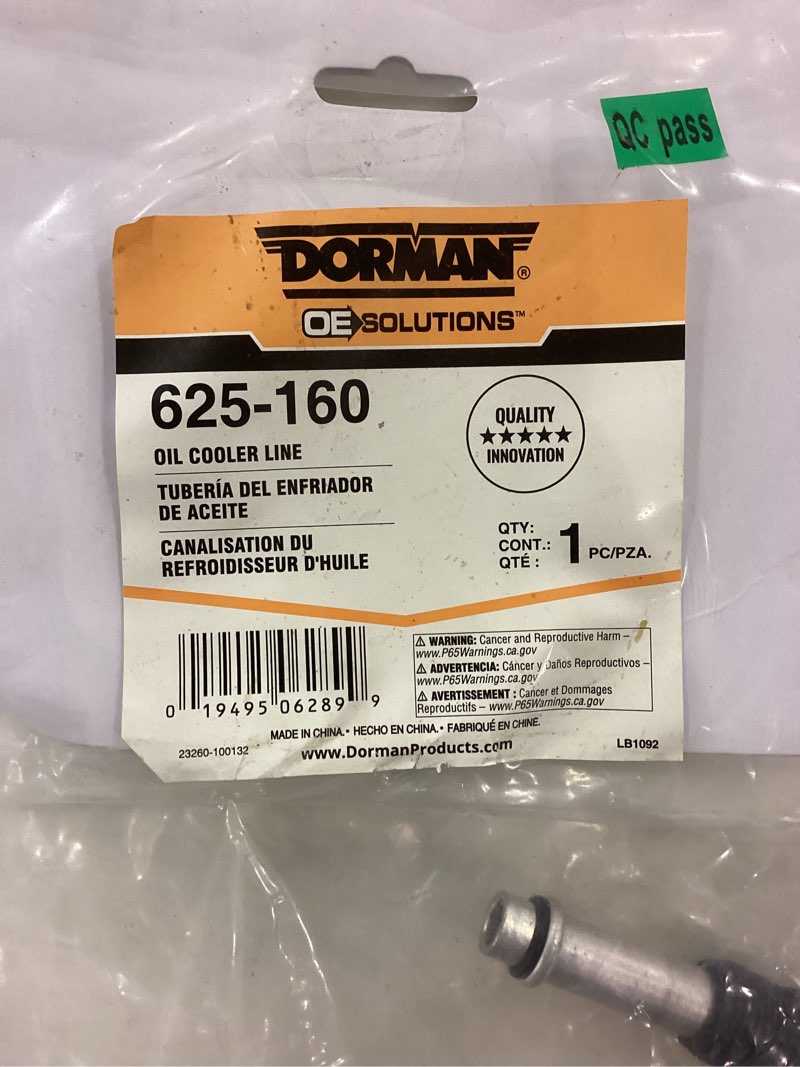 QC pass
DORMAN®
OE SOLUTIONS™
625-160
OIL COOLER LINE
TUBERÍA DEL ENFRIADOR
DE ACEITE
CANALISATION DU
REFROIDISSEUR D'HUILE
QUALITY
★★★★★
INNOVATION
QTY:
CONT.:
QTÉ :
1 PC/PZA.
0 19495 06289 9
⚠ WARNING: Cancer and Reproductive Harm –
www.P65Warnings.ca.gov
⚠ ADVERTENCIA: Cáncer y Daños Reproductivos –
www.P65Warnings.ca.gov
⚠ AVERTISSEMENT : Cancer et Dommages
Reproductifs – www.P65Warnings.ca.gov
MADE IN CHINA. • HECHO EN CHINA. • FABRIQUÉ EN CHINE.
23260-100132
www.DormanProducts.com
LB1092